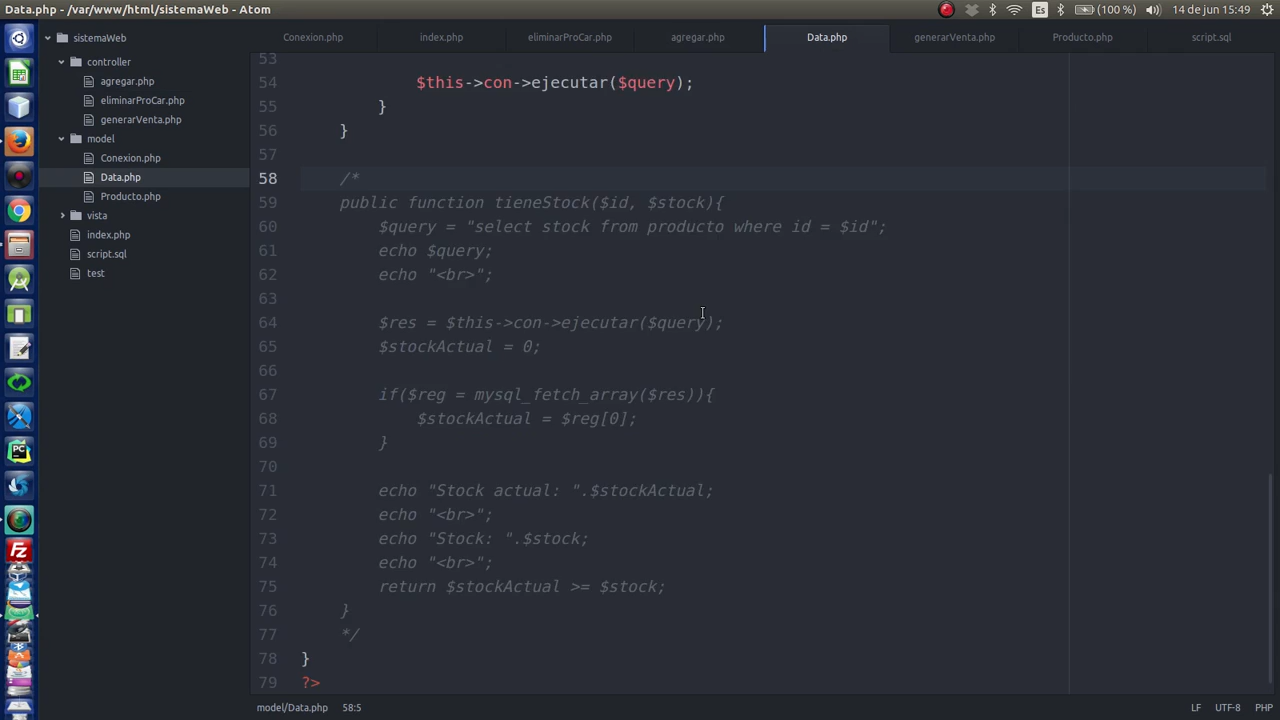 Data.php - /var/www/html/sistemaWeb - Atom
Es
(100 %)
14 de jun 15:49
sistemaWeb
controller
agregar.php
eliminarProCar.php
generarVenta.php
model
Conexion.php
Data.php
Producto.php
vista
index.php
script.sql
test
Conexion.php
index.php
eliminarProCar.php
agregar.php
Data.php
generarVenta.php
Producto.php
script.sql
53
54 $this->con->ejecutar($query);
55 }
56 }
57
58 /*
59 public function tieneStock($id, $stock){
60 $query = "select stock from producto where id = $id";
61 echo $query;
62 echo "<br>";
63
64 $res = $this->con->ejecutar($query);
65 $stockActual = 0;
66
67 if($reg = mysql_fetch_array($res)){
68 $stockActual = $reg[0];
69 }
70
71 echo "Stock actual: ".$stockActual;
72 echo "<br>";
73 echo "Stock: ".$stock;
74 echo "<br>";
75 return $stockActual >= $stock;
76 }
77 */
78 }
79 ?>
model/Data.php
58:5
LF
UTF-8
PHP
PC
FZ